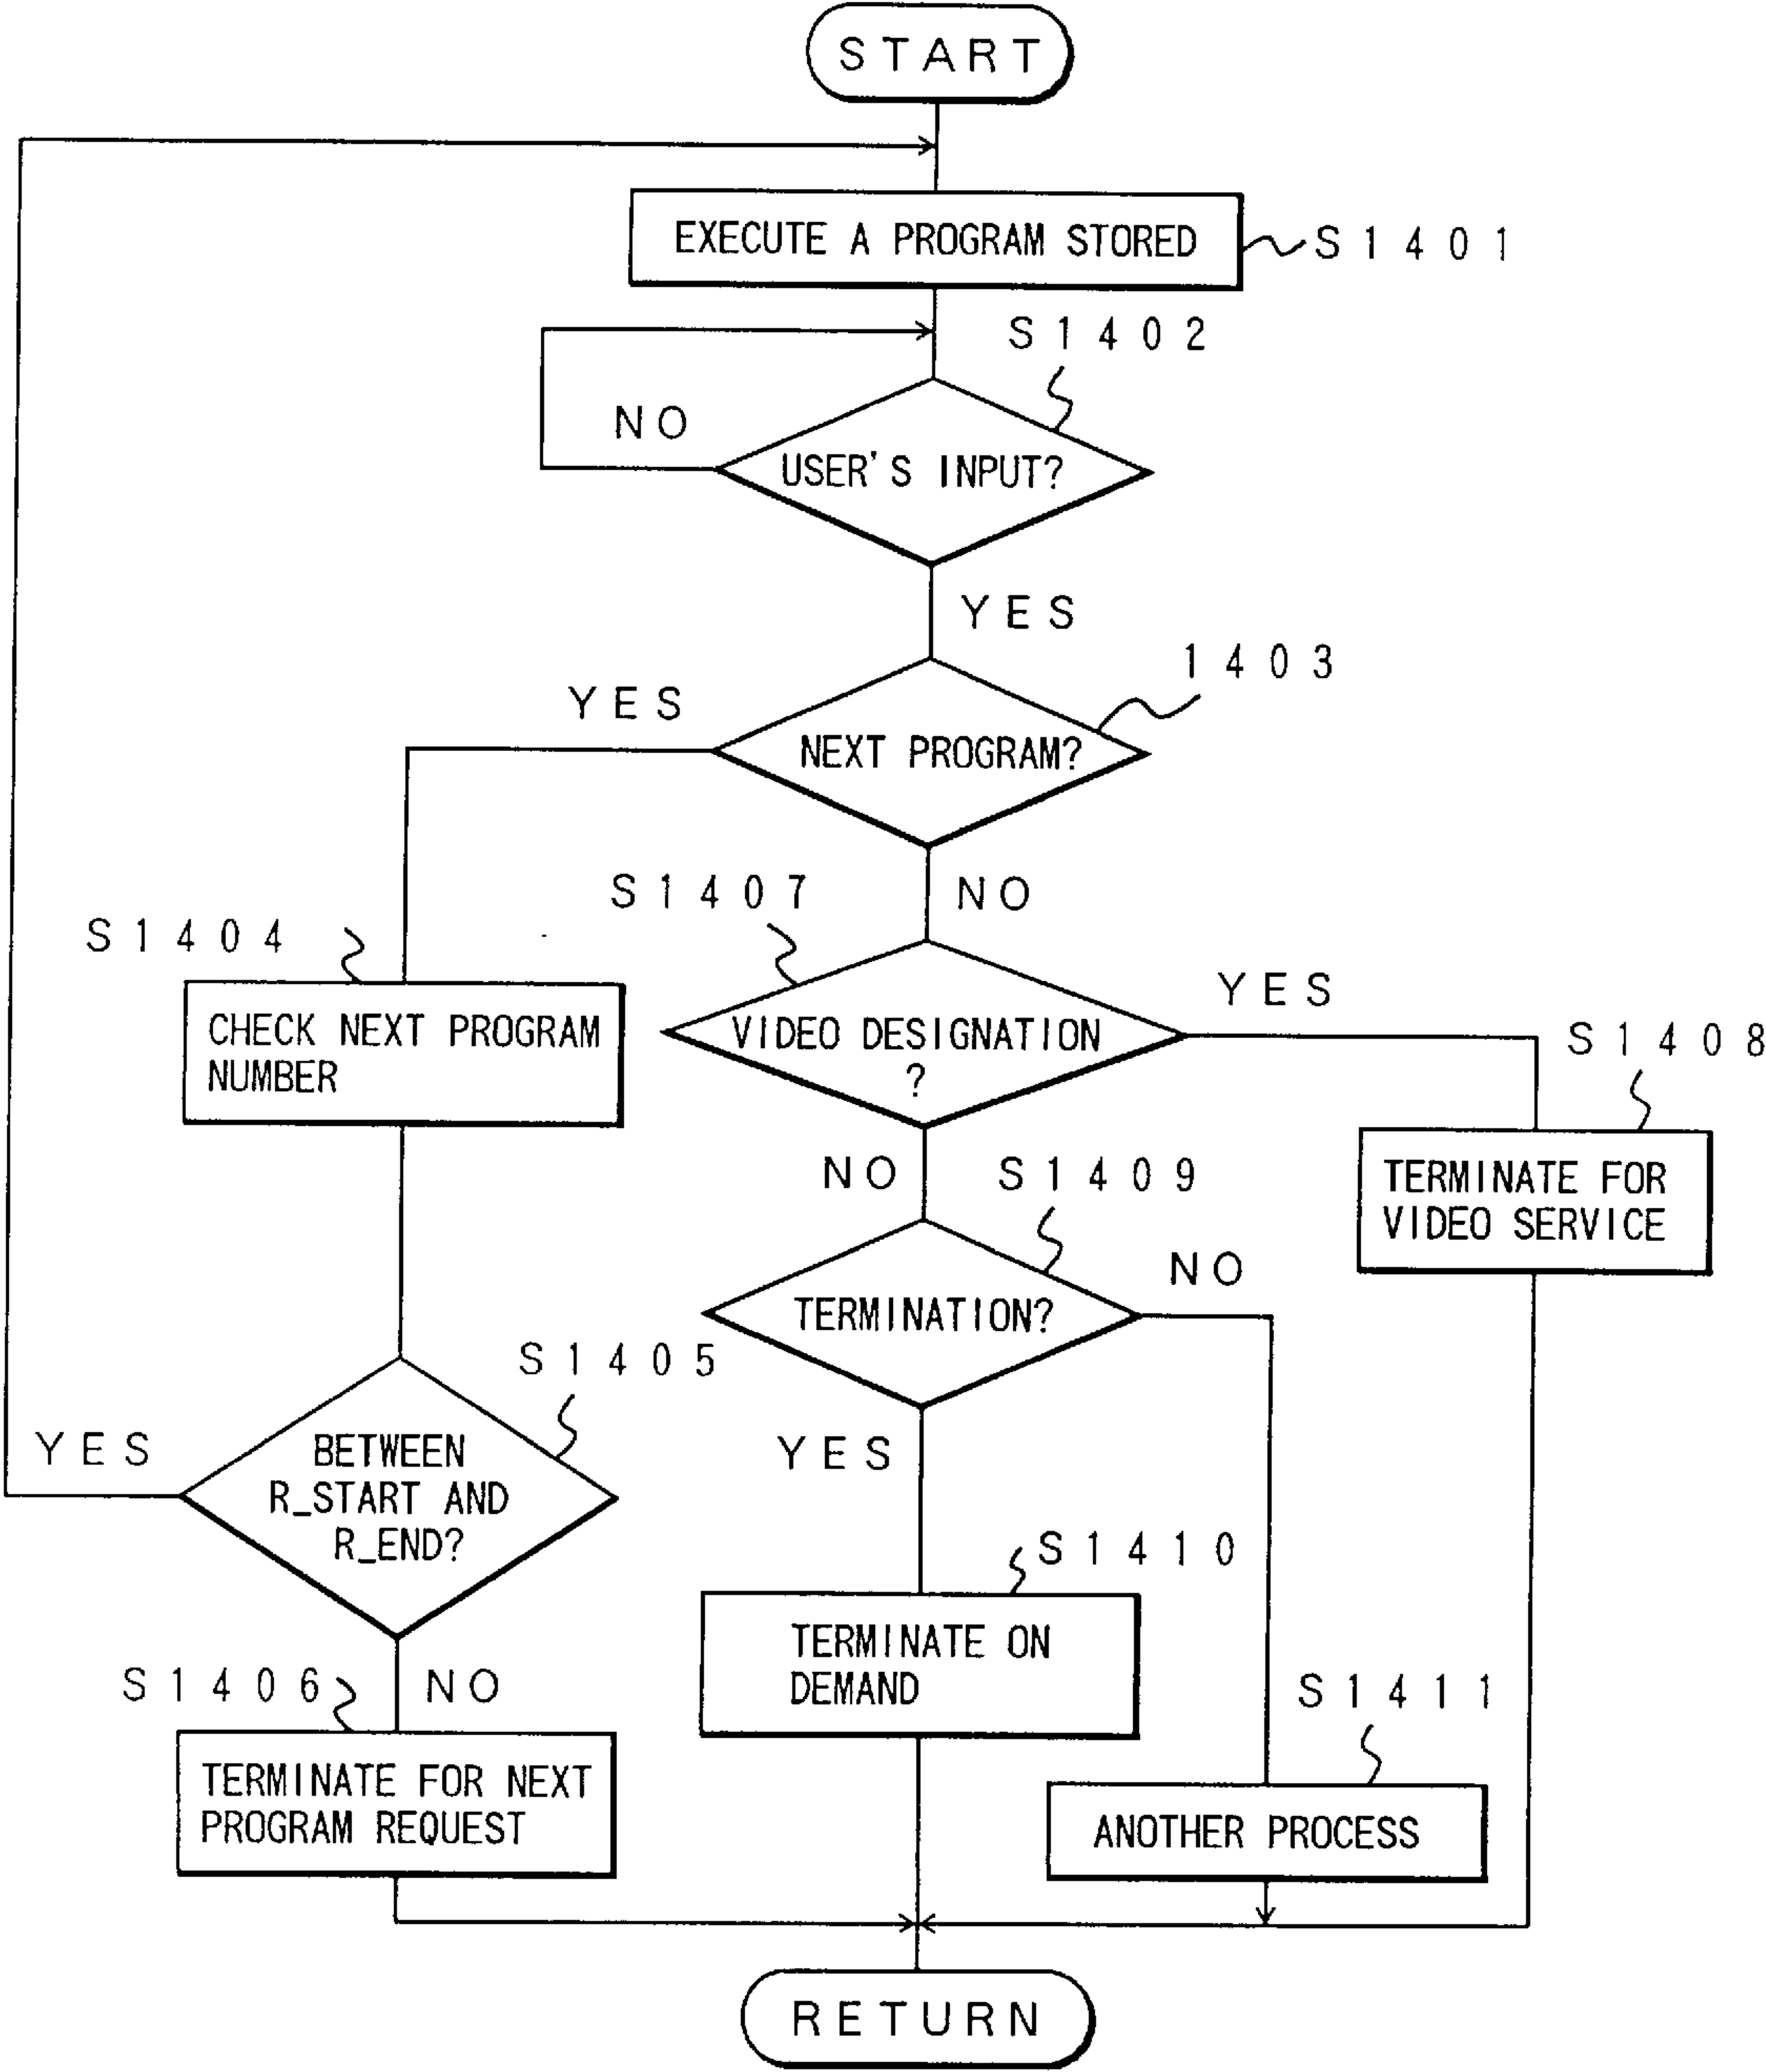 START
EXECUTE A PROGRAM STORED
S1401
S1402
NO
USER'S INPUT?
YES
1403
YES
NEXT PROGRAM?
S1407
NO
S1404
YES
CHECK NEXT PROGRAM
NUMBER
VIDEO DESIGNATION
?
S1408
NO
S1409
TERMINATE FOR
VIDEO SERVICE
NO
TERMINATION?
S1405
YES
BETWEEN
R_START AND
R_END?
YES
S1410
TERMINATE ON
DEMAND
S1406
NO
S1411
TERMINATE FOR NEXT
PROGRAM REQUEST
ANOTHER PROCESS
RETURN